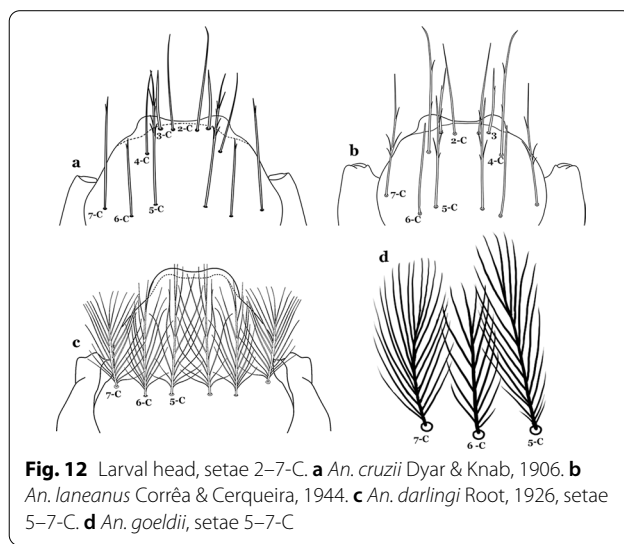 a
3-C
2-C
4-C
5-C
7-C
6-C
b
2-C
3
4-C
7-C
6-C
5-C
c
7-C
6-C
5-C
d
7-C
6-C
5-C
Fig. 12 Larval head, setae 2–7-C. a An. cruzii Dyar & Knab, 1906. b
An. laneanus Corrêa & Cerqueira, 1944. c An. darlingi Root, 1926, setae
5–7-C. d An. goeldii, setae 5–7-C